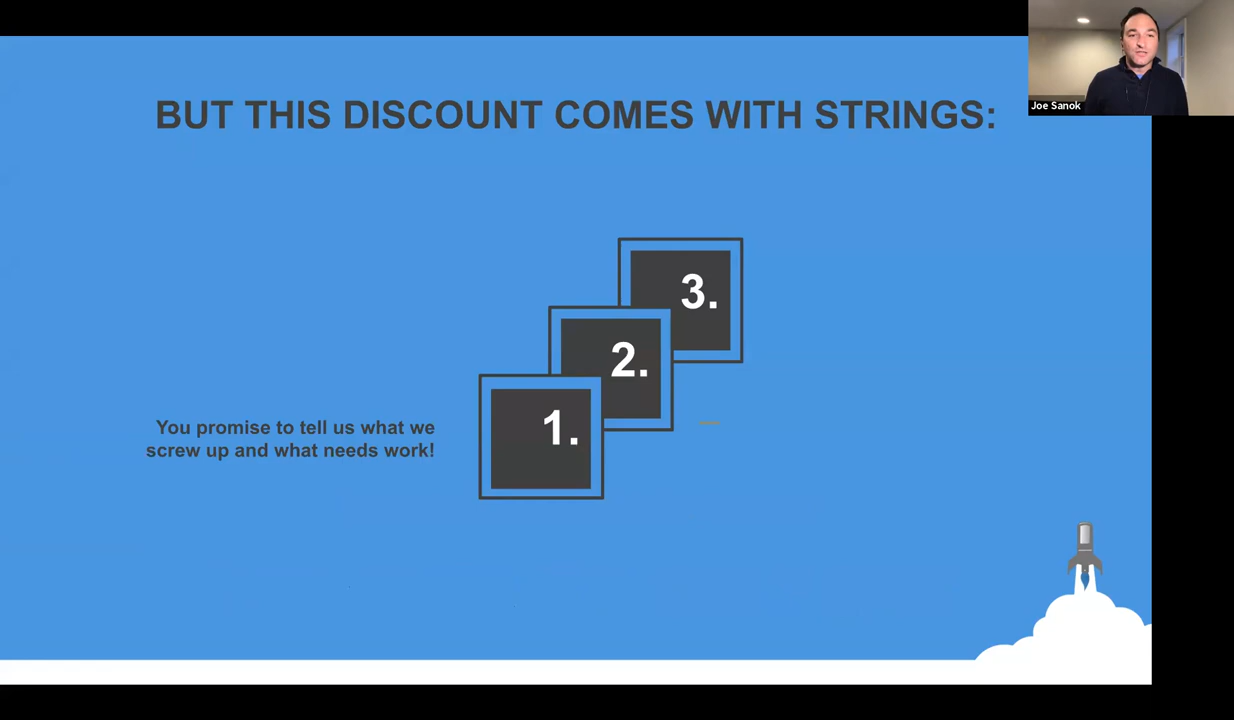 Joe Sanok
BUT THIS DISCOUNT COMES WITH STRINGS:
3.
2.
1.
You promise to tell us what we
screw up and what needs work!